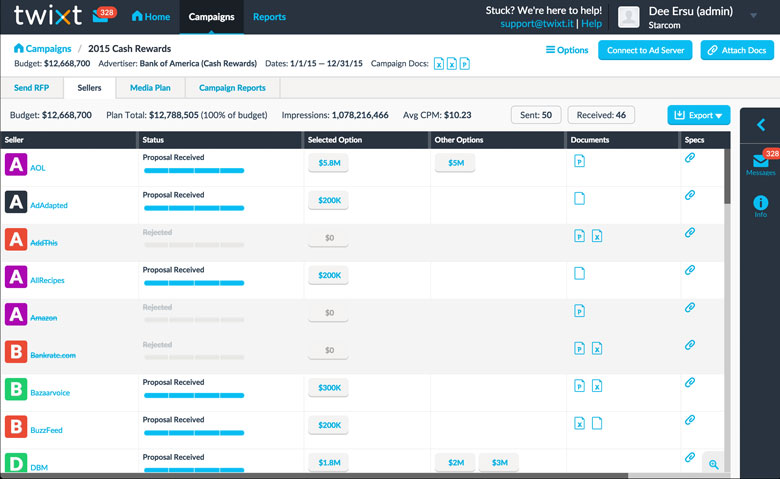 twixt 328 Home Campaigns Reports Stuck? We're here to help! Dee Ersu (admin)
support@twixt.it | Help Starcom
Campaigns / 2015 Cash Rewards Options Connect to Ad Server Attach Docs
Budget: $12,668,700 Advertiser: Bank of America (Cash Rewards) Dates: 1/1/15 — 12/31/15 Campaign Docs: X X P
Send RFP Sellers Media Plan Campaign Reports
Budget: $12,668,700 Plan Total: $12,788,505 (100% of budget) Impressions: 1,078,216,466 Avg CPM: $10.23 Sent: 50 Received: 46 Export
Seller Status Selected Option Other Options Documents Specs
A AOL Proposal Received $5.8M $5M P
A AdAdapted Proposal Received $200K
A AddThis Rejected $0 P X
A AllRecipes Proposal Received $200K
A Amazon Rejected $0 P
B Bankrate.com Rejected $0 P X
B Bazaarvoice Proposal Received $300K P X
B BuzzFeed Proposal Received $200K X
D DBM Proposal Received $1.8M $2M $3M
328
Messages
Info